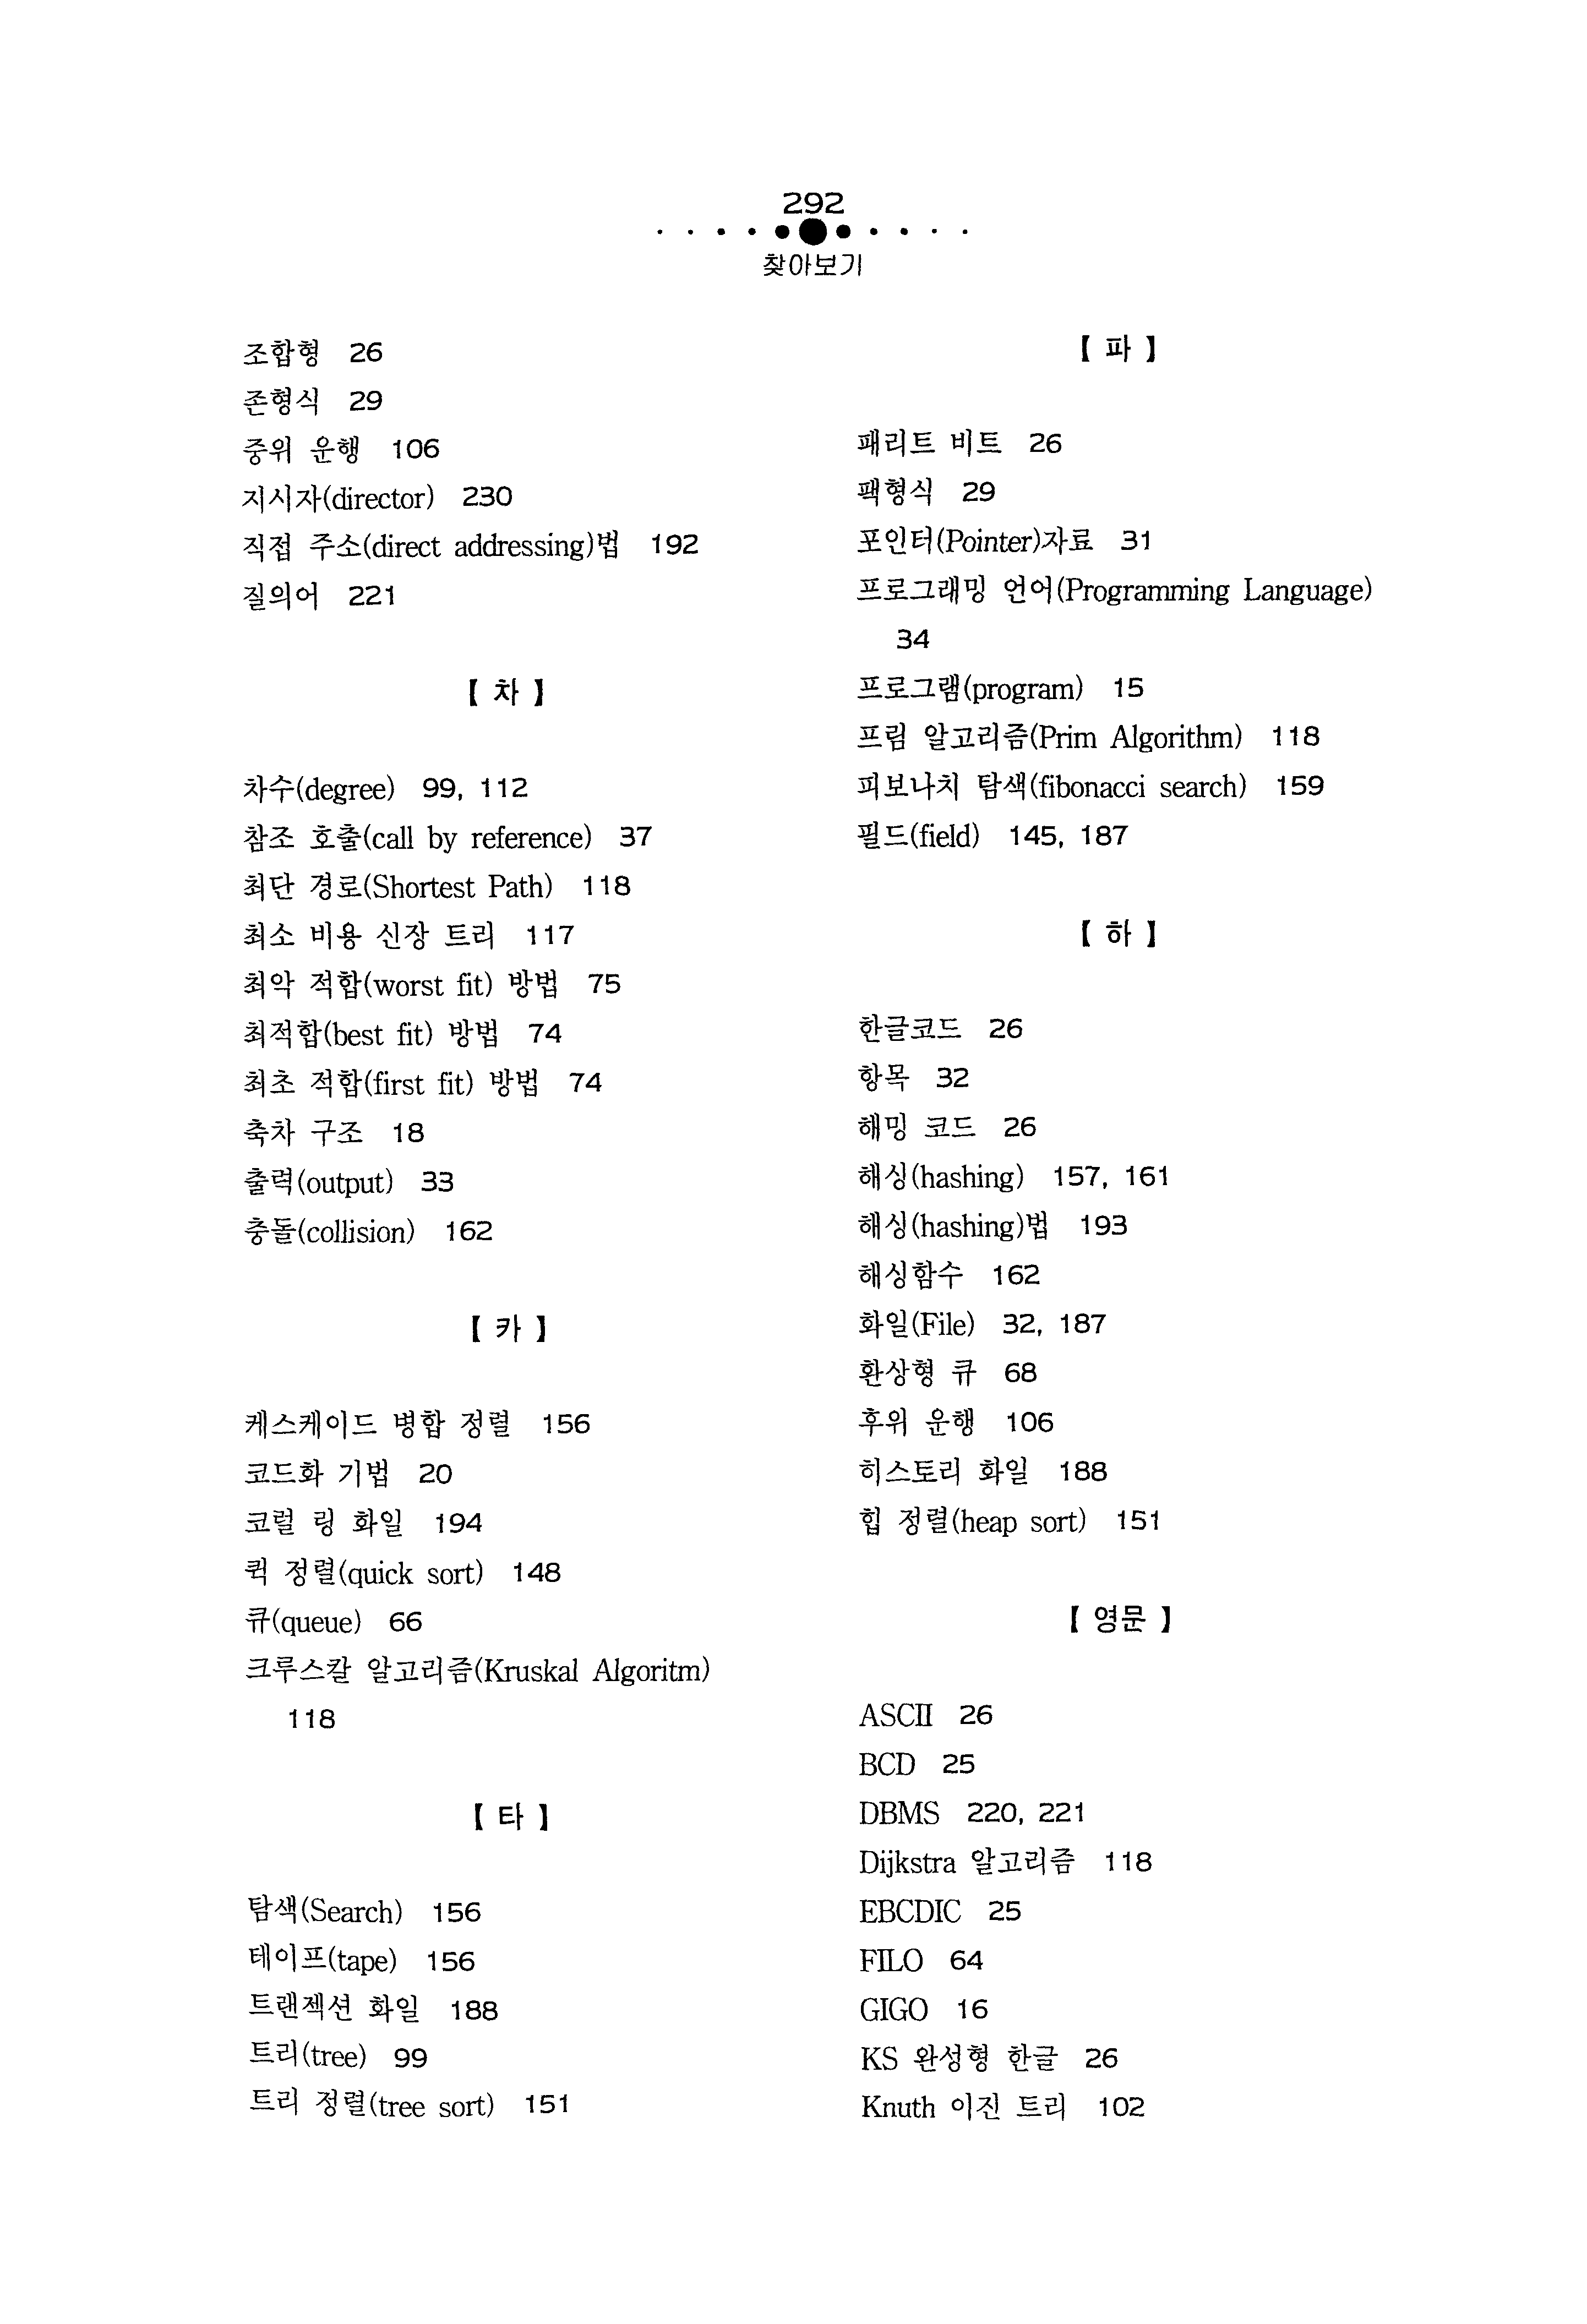 292
찾아보기
조합형 26
존형식 29
중위 운행 106
지시자(director) 230
직접 주소(direct addressing)법 192
질의어 221
【 차 】
차수(degree) 99, 112
참조 호출(call by reference) 37
최단 경로(Shortest Path) 118
최소 비용 신장 트리 117
최악 적합(worst fit) 방법 75
최적합(best fit) 방법 74
최초 적합(first fit) 방법 74
축차 구조 18
출력(output) 33
충돌(collision) 162
【 카 】
케스케이드 병합 정렬 156
코드화 기법 20
코럴 링 화일 194
퀵 정렬(quick sort) 148
큐(queue) 66
크루스칼 알고리즘(Kruskal Algoritm)
118
【 타 】
탐색(Search) 156
테이프(tape) 156
트랜젝션 화일 188
트리(tree) 99
트리 정렬(tree sort) 151
【 파 】
패리트 비트 26
팩형식 29
포인터(Pointer)자료 31
프로그래밍 언어(Programming Language)
34
프로그램(program) 15
프림 알고리즘(Prim Algorithm) 118
피보나치 탐색(fibonacci search) 159
필드(field) 145, 187
【 하 】
한글코드 26
항목 32
해밍 코드 26
해싱(hashing) 157, 161
해싱(hashing)법 193
해싱함수 162
화일(File) 32, 187
환상형 큐 68
후위 운행 106
히스토리 화일 188
힙 정렬(heap sort) 151
【 영문 】
ASCII 26
BCD 25
DBMS 220, 221
Dijkstra 알고리즘 118
EBCDIC 25
FILO 64
GIGO 16
KS 완성형 한글 26
Knuth 이진 트리 102